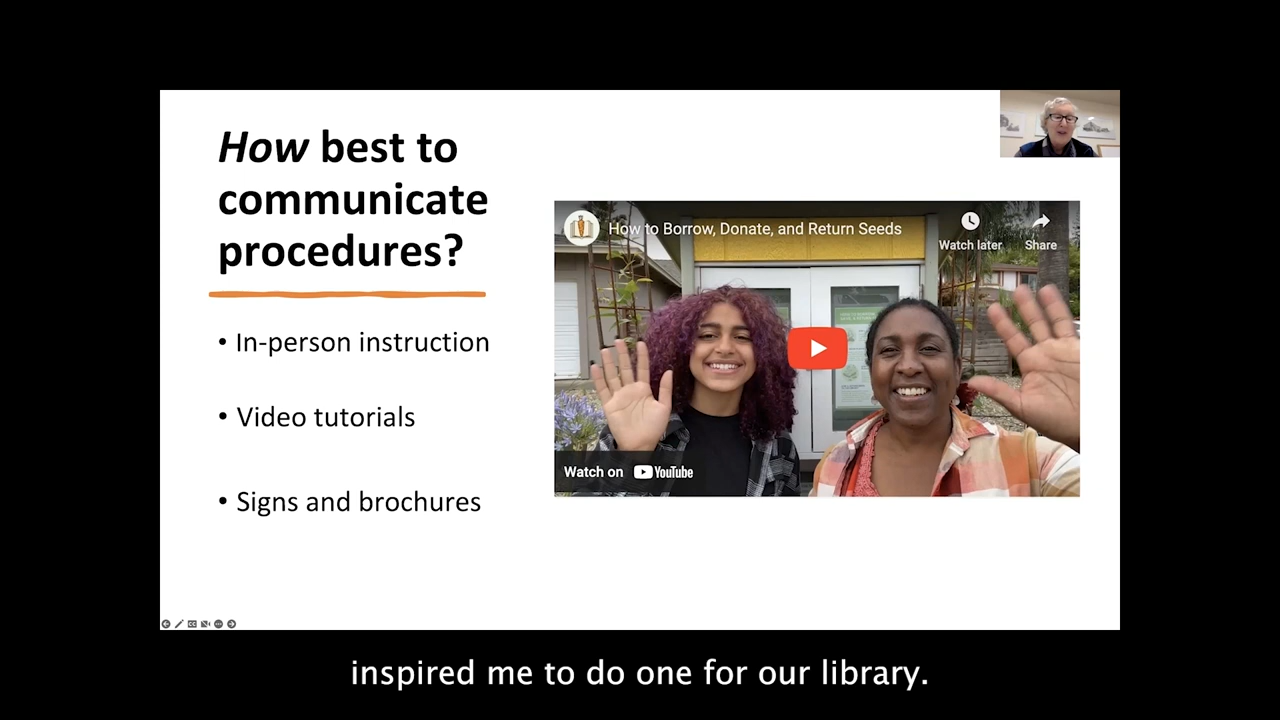 How best to
communicate
procedures?
• In-person instruction
• Video tutorials
• Signs and brochures
How to Borrow, Donate, and Return Seeds
Watch later
Share
Watch on YouTube
inspired me to do one for our library.